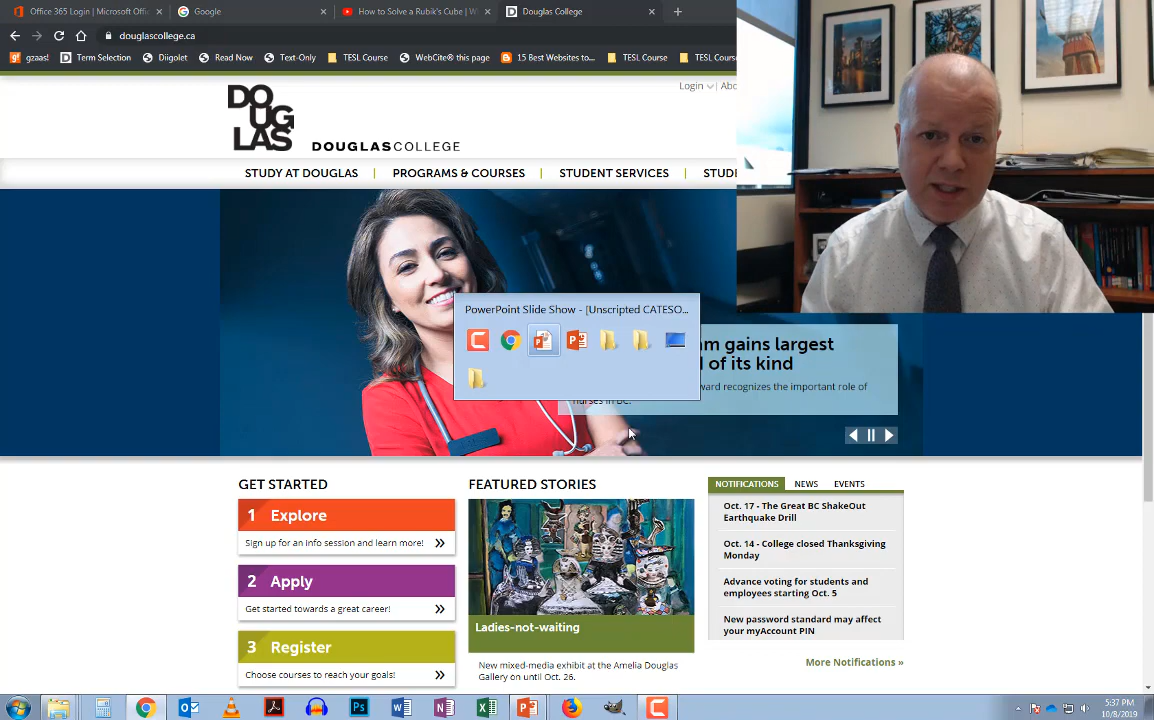 Office 365 Login | Microsoft Offi
Google
How to Solve a Rubik's Cube | W
Douglas College
douglascollege.ca
gzaas!
Term Selection
Diigolet
Read Now
Text-Only
TESL Course
WebCite® this page
15 Best Websites to...
TESL Course
TESL Cours
Login
Abo
DO
UG
LAS
DOUGLASCOLLEGE
STUDY AT DOUGLAS
PROGRAMS & COURSES
STUDENT SERVICES
STUDE
PowerPoint Slide Show - [Unscripted CATESO...
am gains largest
d of its kind
ward recognizes the important role of
nurses in BC.
GET STARTED
1 Explore
Sign up for an info session and learn more!
2 Apply
Get started towards a great career!
3 Register
Choose courses to reach your goals!
FEATURED STORIES
Ladies-not-waiting
New mixed-media exhibit at the Amelia Douglas
Gallery on until Oct. 26.
NOTIFICATIONS
NEWS
EVENTS
Oct. 17 - The Great BC ShakeOut
Earthquake Drill
Oct. 14 - College closed Thanksgiving
Monday
Advance voting for students and
employees starting Oct. 5
New password standard may affect
your myAccount PIN
More Notifications »
5:37 PM
10/8/2019